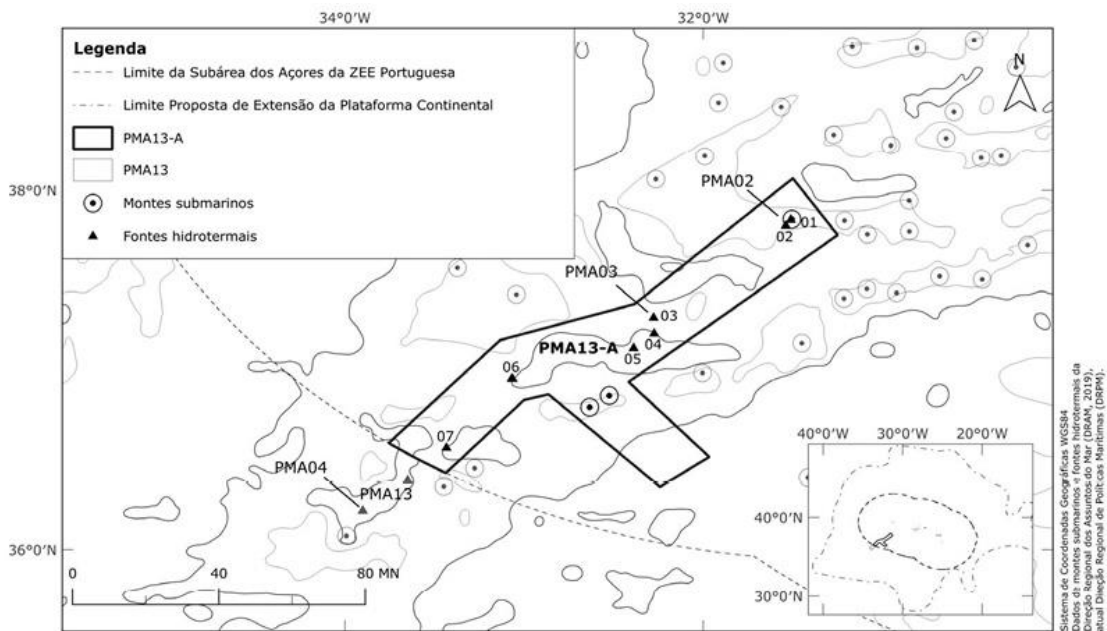 34°0'W
32°0'W
Legenda
Limite da Subárea dos Açores da ZEE Portuguesa
Limite Proposta de Extensão da Plataforma Continental
PMA13-A
PMA13
Montes submarinos
Fontes hidrotermais
N
38°0'N
PMA02
01
02
PMA03
03
04
PMA13-A
05
06
07
PMA04
PMA13
36°0'N
0 40 80 MN
40°0'W 30°0'W 20°0'W
40°0'N
30°0'N
Sistema de Coordenadas Geográficas WGS84
Dados de montes submarinos e fontes hidrotermais da
Direção Regional dos Assuntos do Mar (DRAM, 2019),
atual Direção Regional de Políticas Marítimas (DRPM).